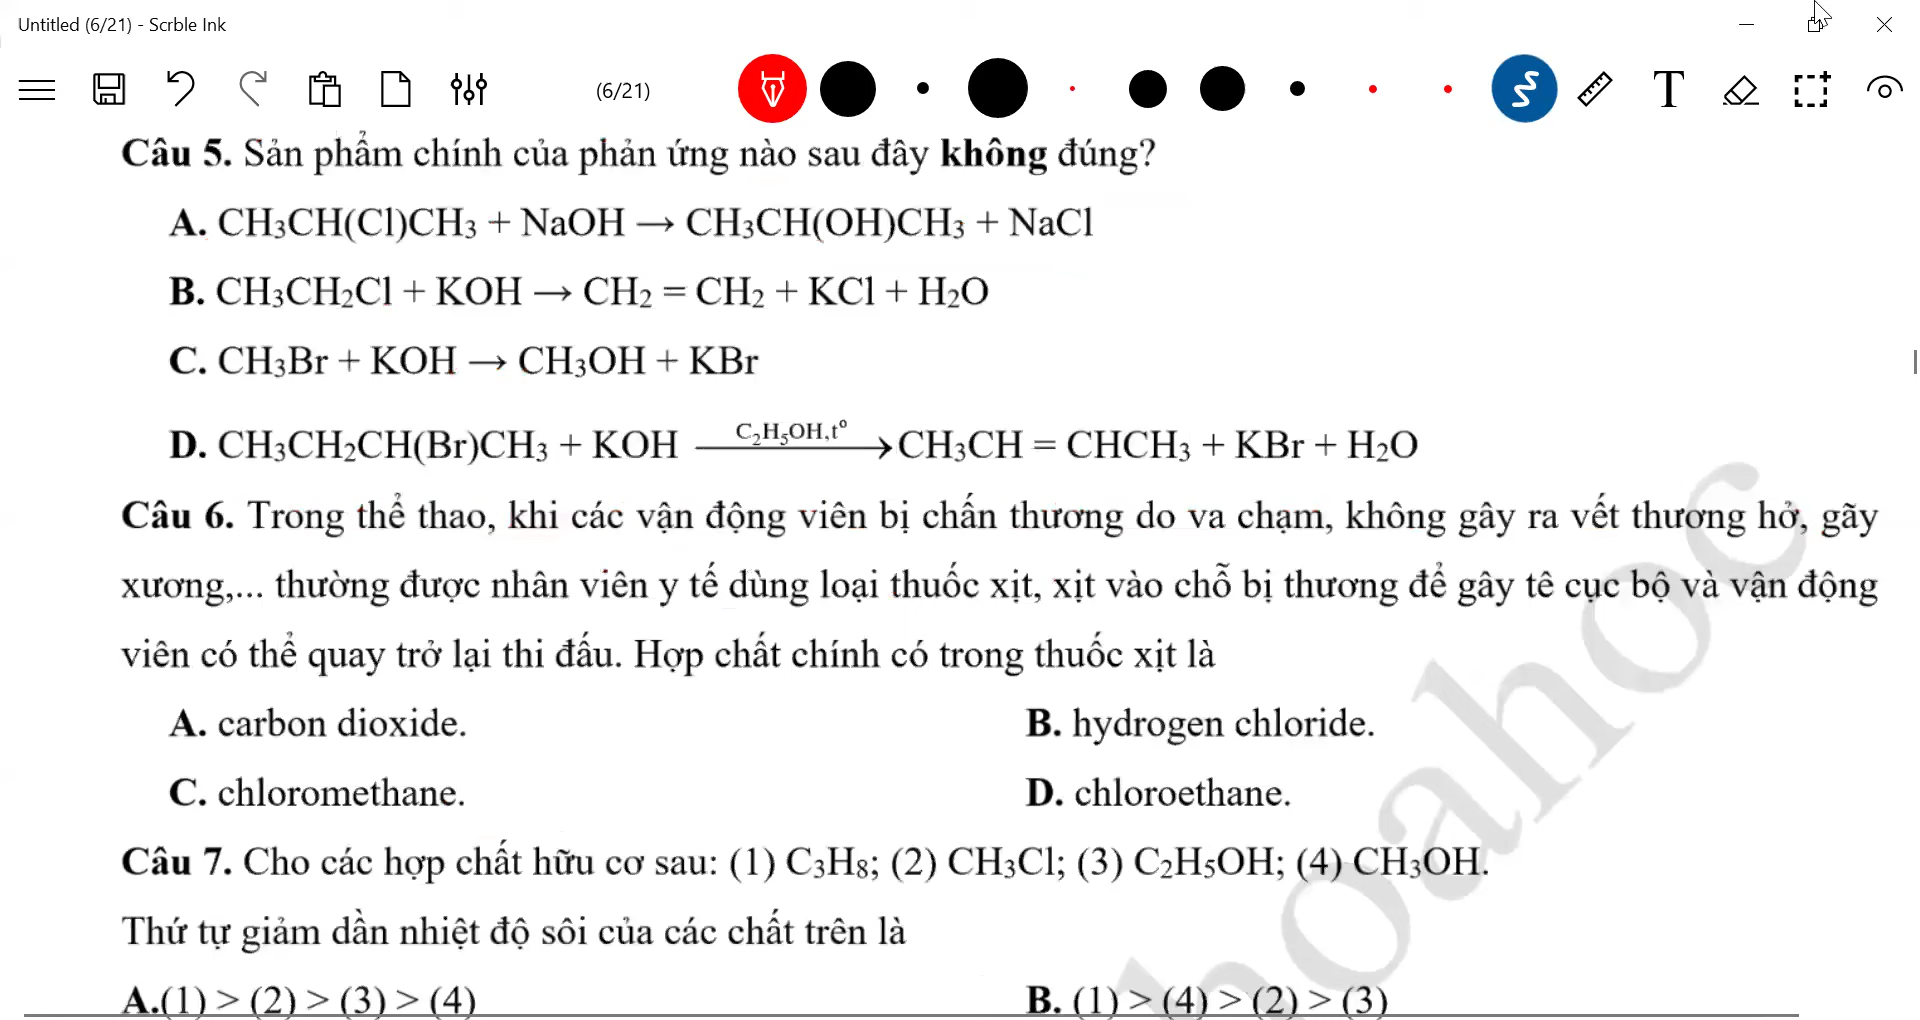 Untitled (6/21) - Scrble Ink
(6/21)
T
Câu 5. Sản phẩm chính của phản ứng nào sau đây không đúng?
A. CH₃CH(Cl)CH₃ + NaOH → CH₃CH(OH)CH₃ + NaCl
B. CH₃CH₂Cl + KOH → CH₂ = CH₂ + KCl + H₂O
C. CH₃Br + KOH → CH₃OH + KBr
D. CH₃CH₂CH(Br)CH₃ + KOH —C₂H₅OH,t°→ CH₃CH = CHCH₃ + KBr + H₂O
Câu 6. Trong thể thao, khi các vận động viên bị chấn thương do va chạm, không gây ra vết thương hở, gãy
xương,... thường được nhân viên y tế dùng loại thuốc xịt, xịt vào chỗ bị thương để gây tê cục bộ và vận động
viên có thể quay trở lại thi đấu. Hợp chất chính có trong thuốc xịt là
A. carbon dioxide. B. hydrogen chloride.
C. chloromethane. D. chloroethane.
Câu 7. Cho các hợp chất hữu cơ sau: (1) C₃H₈; (2) CH₃Cl; (3) C₂H₅OH; (4) CH₃OH.
Thứ tự giảm dần nhiệt độ sôi của các chất trên là
A.(1) > (2) > (3) > (4) B. (1) > (4) > (2) > (3)
hoahoc